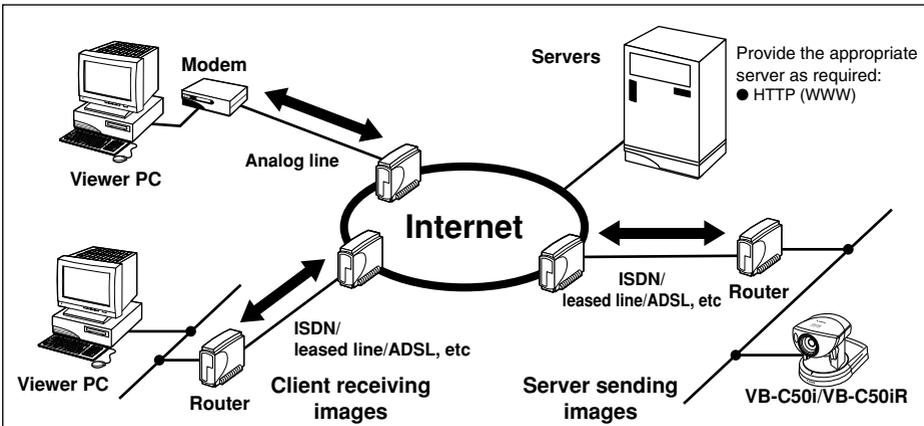 Modem
Servers
Provide the appropriate
server as required:
● HTTP (WWW)
Analog line
Viewer PC
Internet
ISDN/
leased line/ADSL, etc
Router
ISDN/
leased line/ADSL, etc
Viewer PC
Router
Client receiving
images
Server sending
images
VB-C50i/VB-C50iR